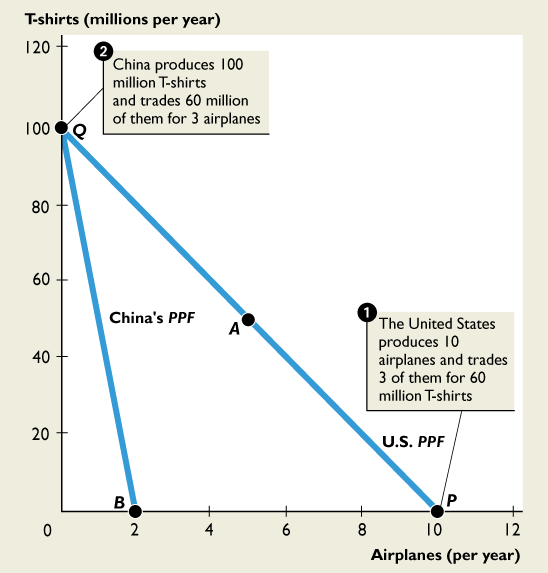 T-shirts (millions per year)
120
2
China produces 100
million T-shirts
and trades 60 million
of them for 3 airplanes
100
Q
80
60
China's PPF
A
1
The United States
produces 10
airplanes and trades
3 of them for 60
million T-shirts
40
20
U.S. PPF
B
P
0
2
4
6
8
10
12
Airplanes (per year)